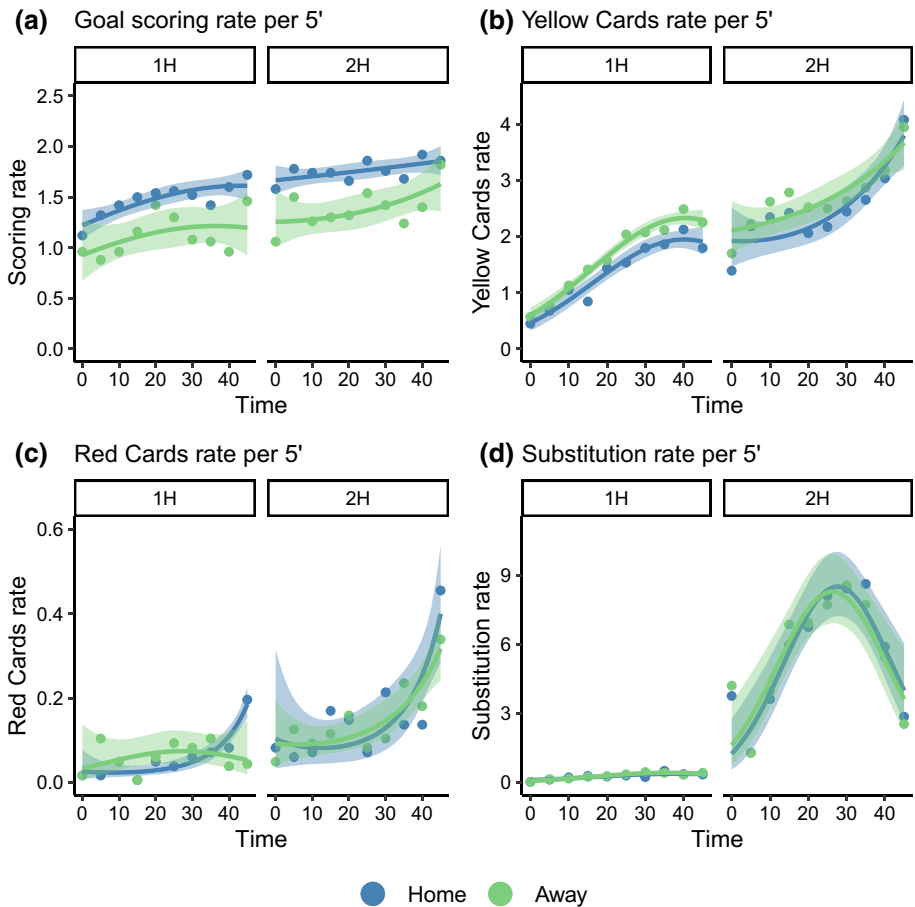 (a) Goal scoring rate per 5'
1H 2H
2.5
2.0
1.5
1.0
0.5
0.0
Scoring rate
0 10 20 30 40 0 10 20 30 40
Time
(b) Yellow Cards rate per 5'
1H 2H
4
3
2
1
0
Yellow Cards rate
0 10 20 30 40 0 10 20 30 40
Time
(c) Red Cards rate per 5'
1H 2H
0.6
0.4
0.2
0.0
Red Cards rate
0 10 20 30 40 0 10 20 30 40
Time
(d) Substitution rate per 5'
1H 2H
9
6
3
0
Substitution rate
0 10 20 30 40 0 10 20 30 40
Time
Home Away